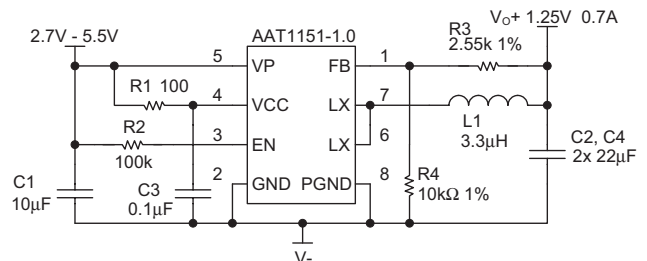 2.7V - 5.5V
AAT1151-1.0
VO+ 1.25V 0.7A
R3
2.55k 1%
5
VP
FB
1
R1 100
4
VCC
LX
7
L1
3.3μH
R2
100k
3
EN
LX
6
C2, C4
2x 22μF
C1
10μF
C3
0.1μF
2
GND
PGND
8
R4
10kΩ 1%
V-